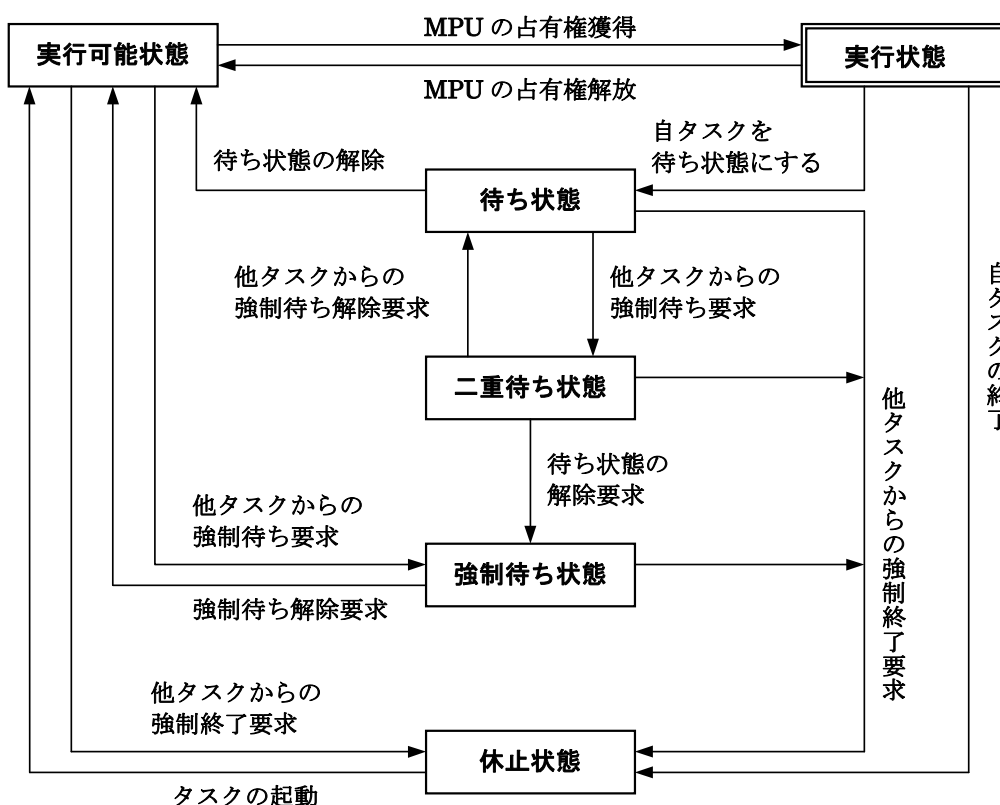 MPU の占有権獲得
実行可能状態
実行状態
MPU の占有権解放
自タスクを
待ち状態にする
待ち状態の解除
待ち状態
他タスクからの
強制待ち解除要求
他タスクからの
強制待ち要求
自タスクの終了
二重待ち状態
他タスクからの強制終了要求
待ち状態の
解除要求
他タスクからの
強制待ち要求
強制待ち状態
強制待ち解除要求
他タスクからの
強制終了要求
休止状態
タスクの起動